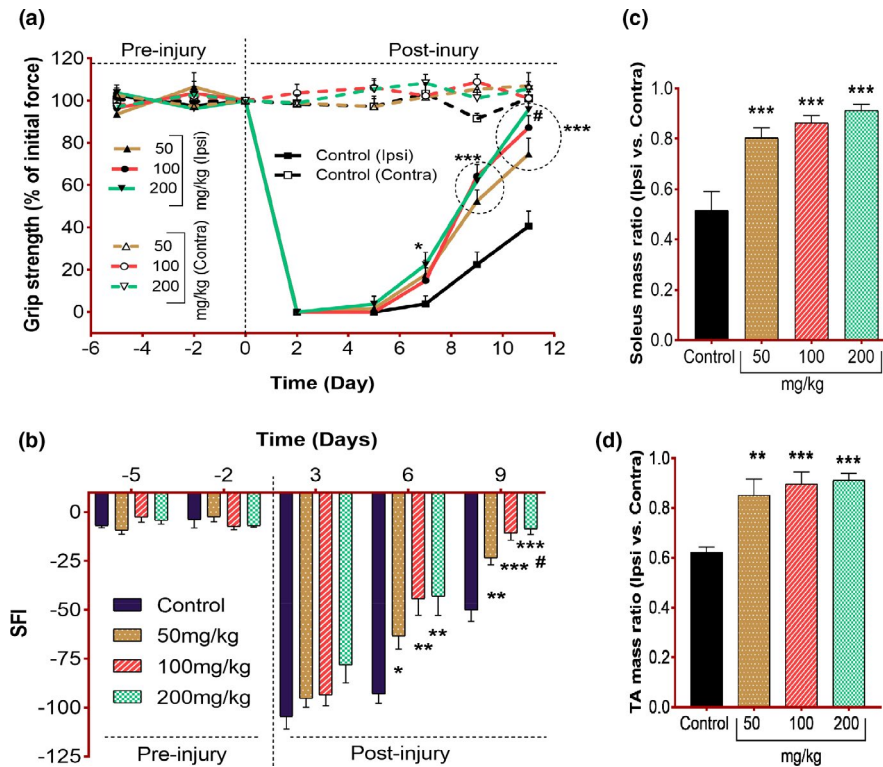 (a)
Pre-injury
Post-inury
Grip strength (% of initial force)
120
100
80
60
40
20
0
50
100
200
mg/kg (Ipsi)
50
100
200
mg/kg (Contra)
Control (Ipsi)
Control (Contra)
*
***
***
#
-6 -4 -2 0 2 4 6 8 10 12
Time (Day)
(b)
Time (Days)
-5 -2 3 6 9
SFI
0
-25
-50
-75
-100
-125
Control
50mg/kg
100mg/kg
200mg/kg
*
**
**
**
***
***
#
Pre-injury
Post-injury
(c)
Soleus mass ratio (Ipsi vs. Contra)
1.0
0.8
0.6
0.4
0.2
0.0
*** *** ***
Control 50 100 200
mg/kg
(d)
TA mass ratio (Ipsi vs. Contra)
1.0
0.8
0.6
0.4
0.2
0.0
** *** ***
Control 50 100 200
mg/kg